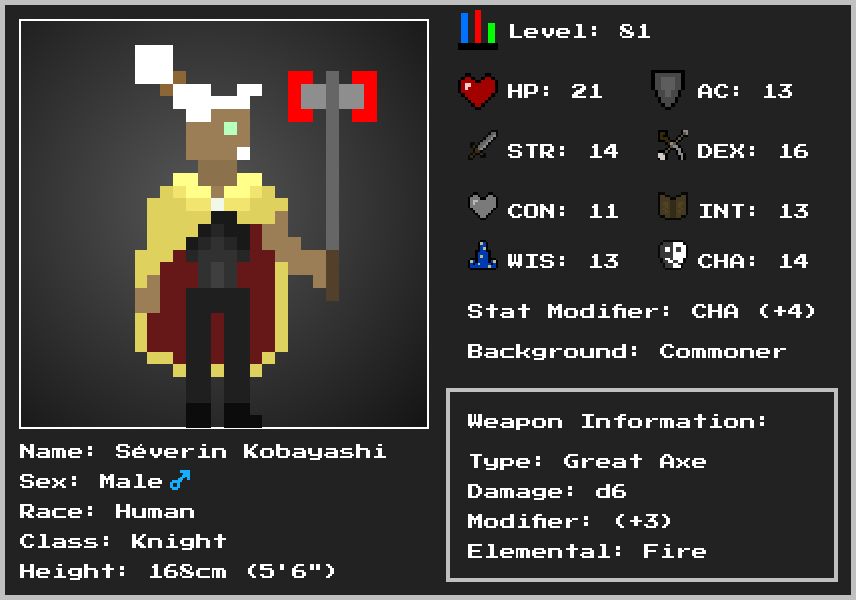 Level: 81
HP: 21
AC: 13
STR: 14
DEX: 16
CON: 11
INT: 13
WIS: 13
CHA: 14
Stat Modifier: CHA (+4)
Background: Commoner
Weapon Information:
Type: Great Axe
Damage: d6
Modifier: (+3)
Elemental: Fire
Name: Séverin Kobayashi
Sex: Male♂
Race: Human
Class: Knight
Height: 168cm (5'6")